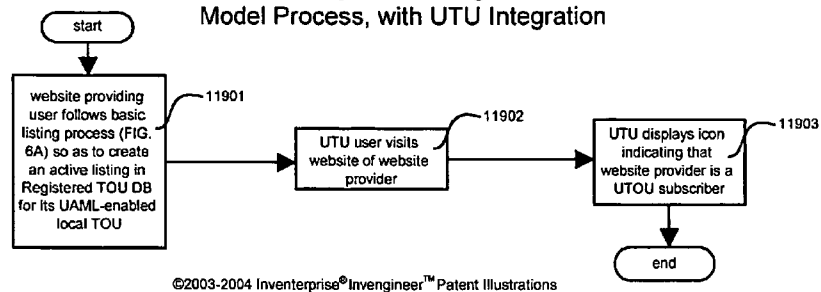 Model Process, with UTU Integration
start
website providing
user follows basic
listing process (FIG.
6A) so as to create
an active listing in
Registered TOU DB
for its UAML-enabled
local TOU
11901
UTU user visits
website of website
provider
11902
UTU displays icon
indicating that
website provider is a
UTOU subscriber
11903
end
©2003-2004 Inventerprise® Invengineer™ Patent Illustrations